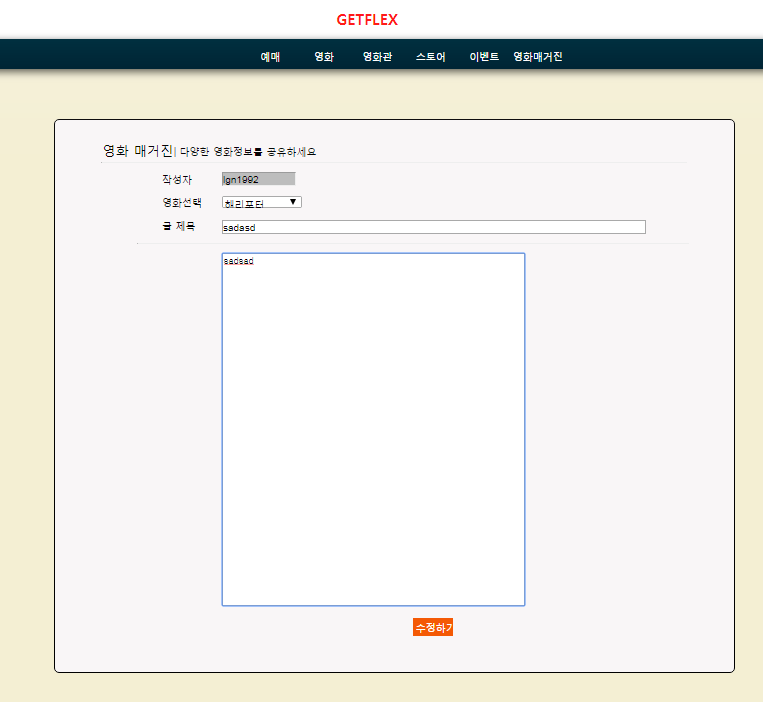 GETFLEX
예매 영화 영화관 스토어 이벤트 영화매거진
영화 매거진| 다양한 영화정보를 공유하세요
작성자 lgn1992
영화선택 해리포터 ▼
글 제목 sadasd
sadsad
수정하기